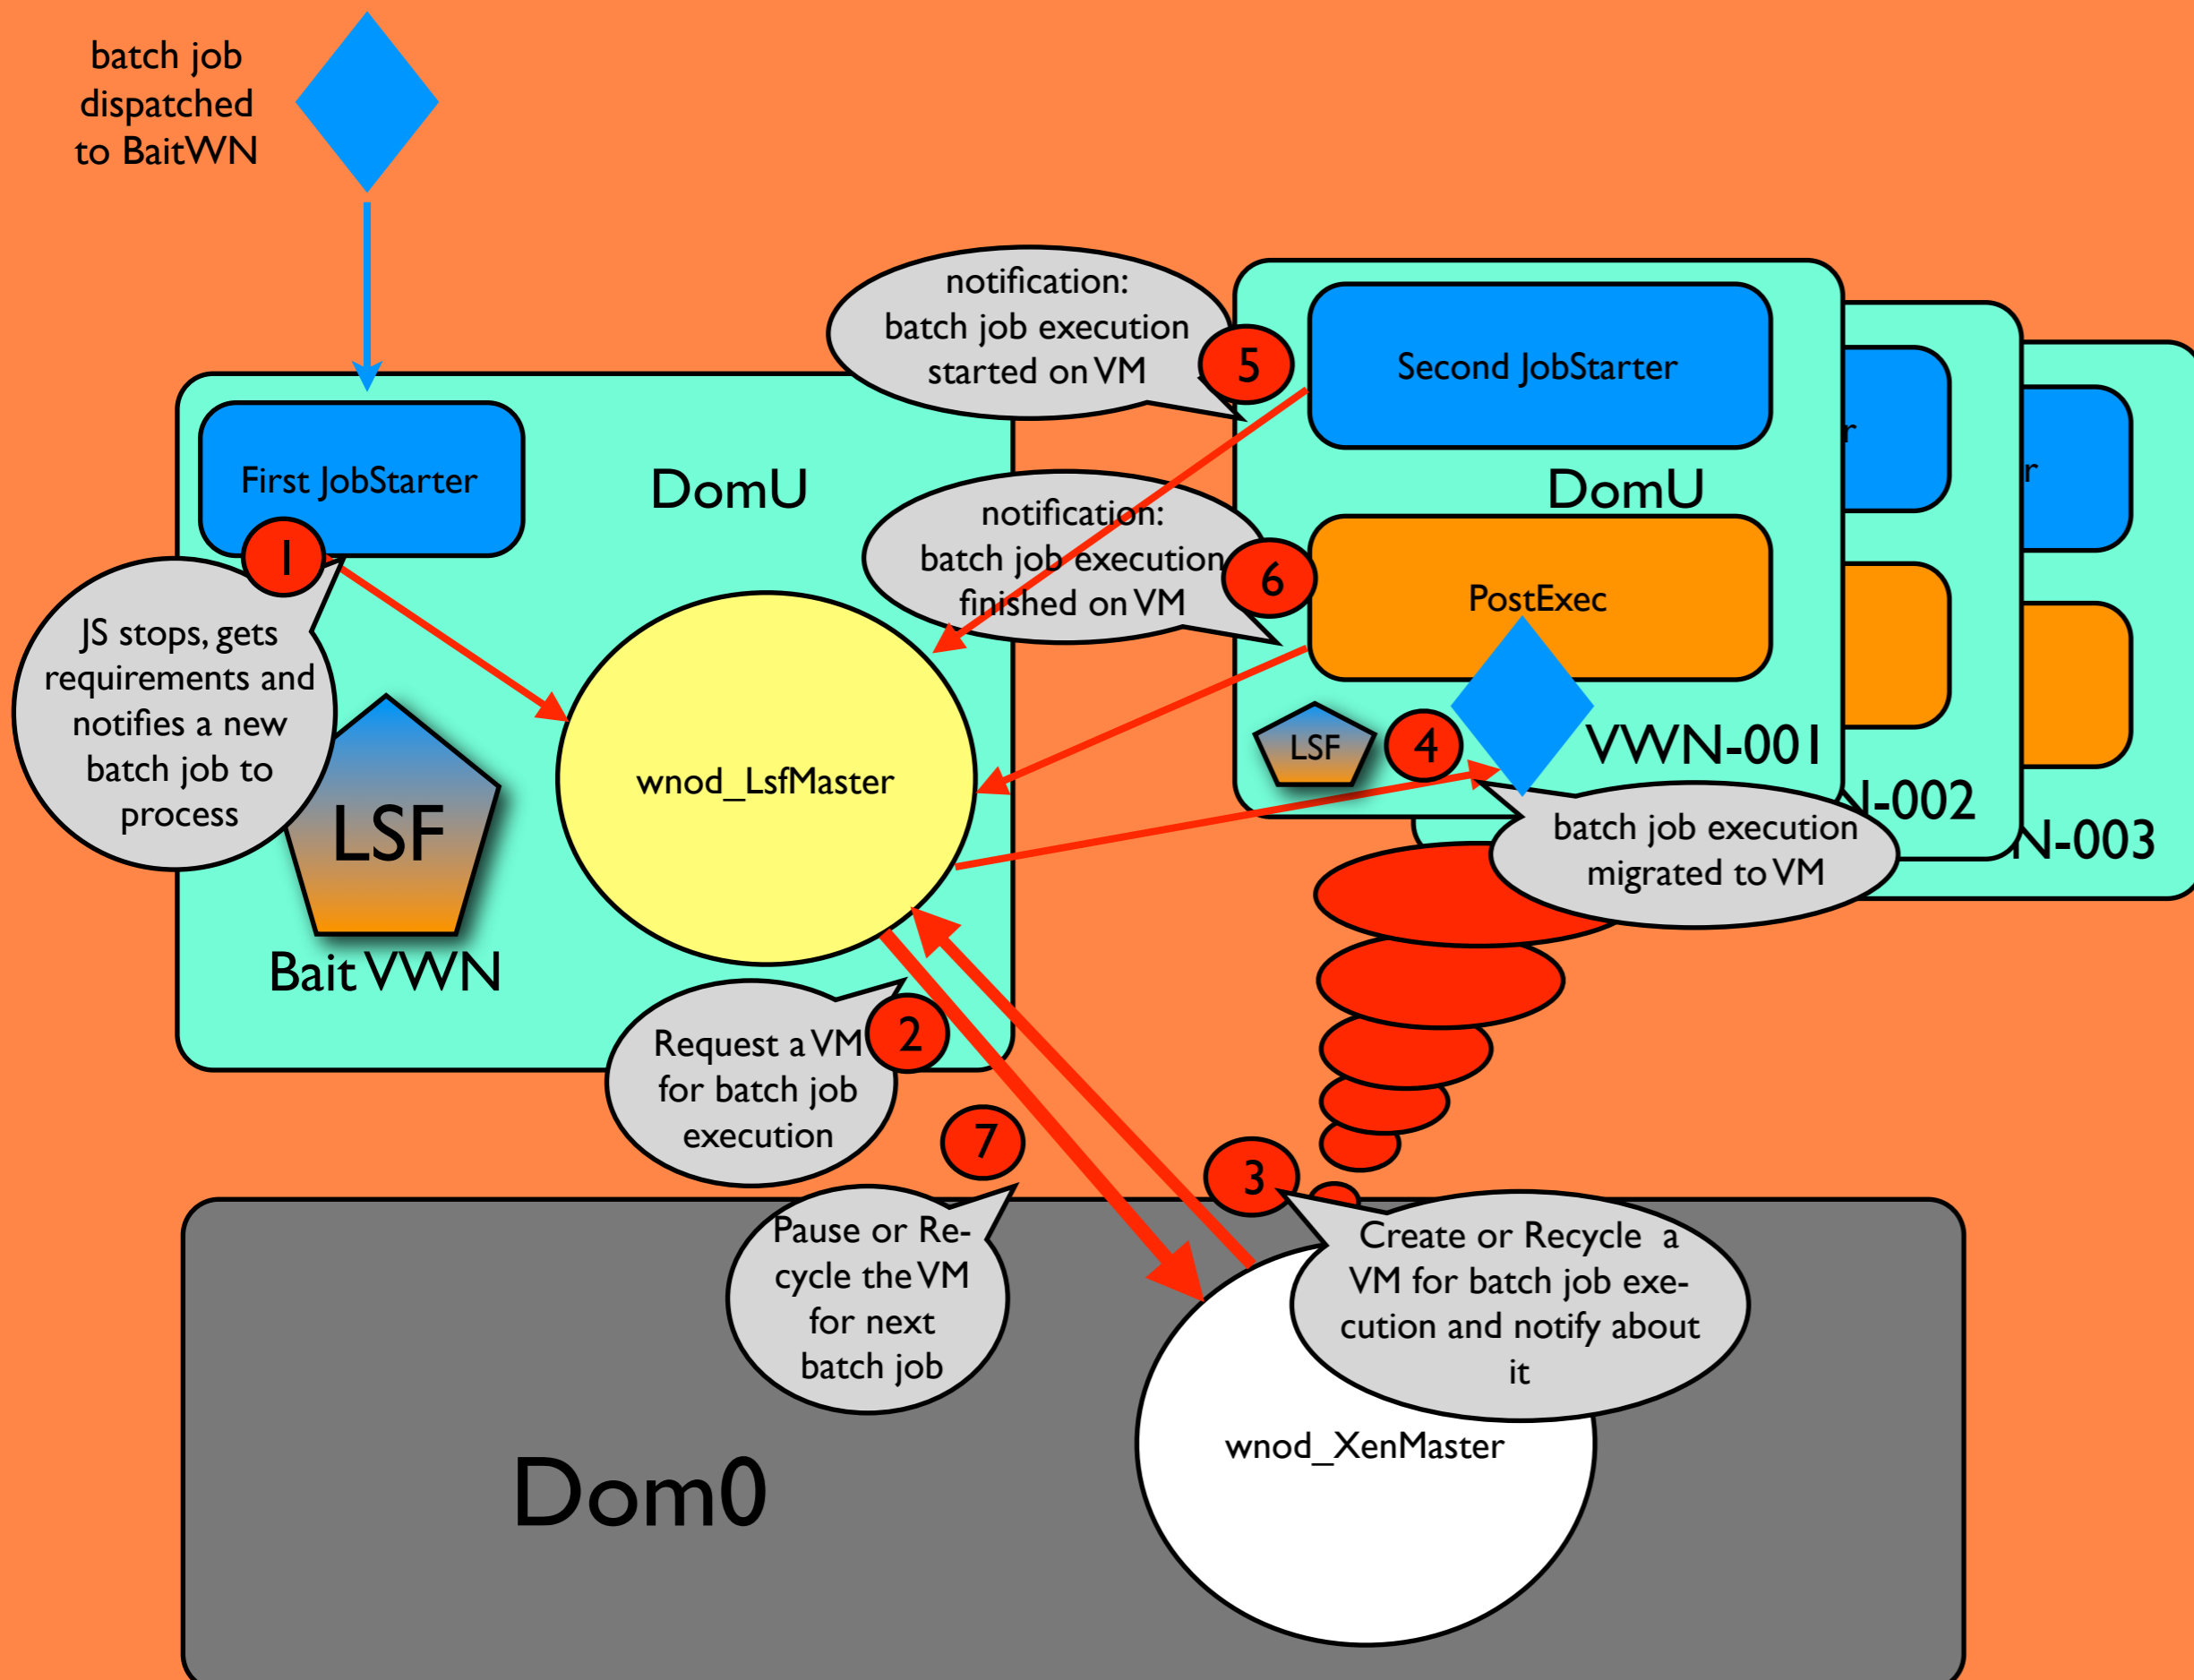 batch job
dispatched
to BaitWN
notification:
batch job execution
started on VM
5
Second JobStarter
First JobStarter
DomU
1
JS stops, gets
requirements and
notifies a new
batch job to
process
LSF
Bait VWN
wnod_LsfMaster
notification:
batch job execution
finished on VM
6
DomU
PostExec
LSF
4
VWN-001
N-002
N-003
r
r
batch job execution
migrated to VM
Request a VM
for batch job
execution
2
7
Pause or Re-
cycle the VM
for next
batch job
3
Create or Recycle a
VM for batch job exe-
cution and notify about
it
wnod_XenMaster
Dom0